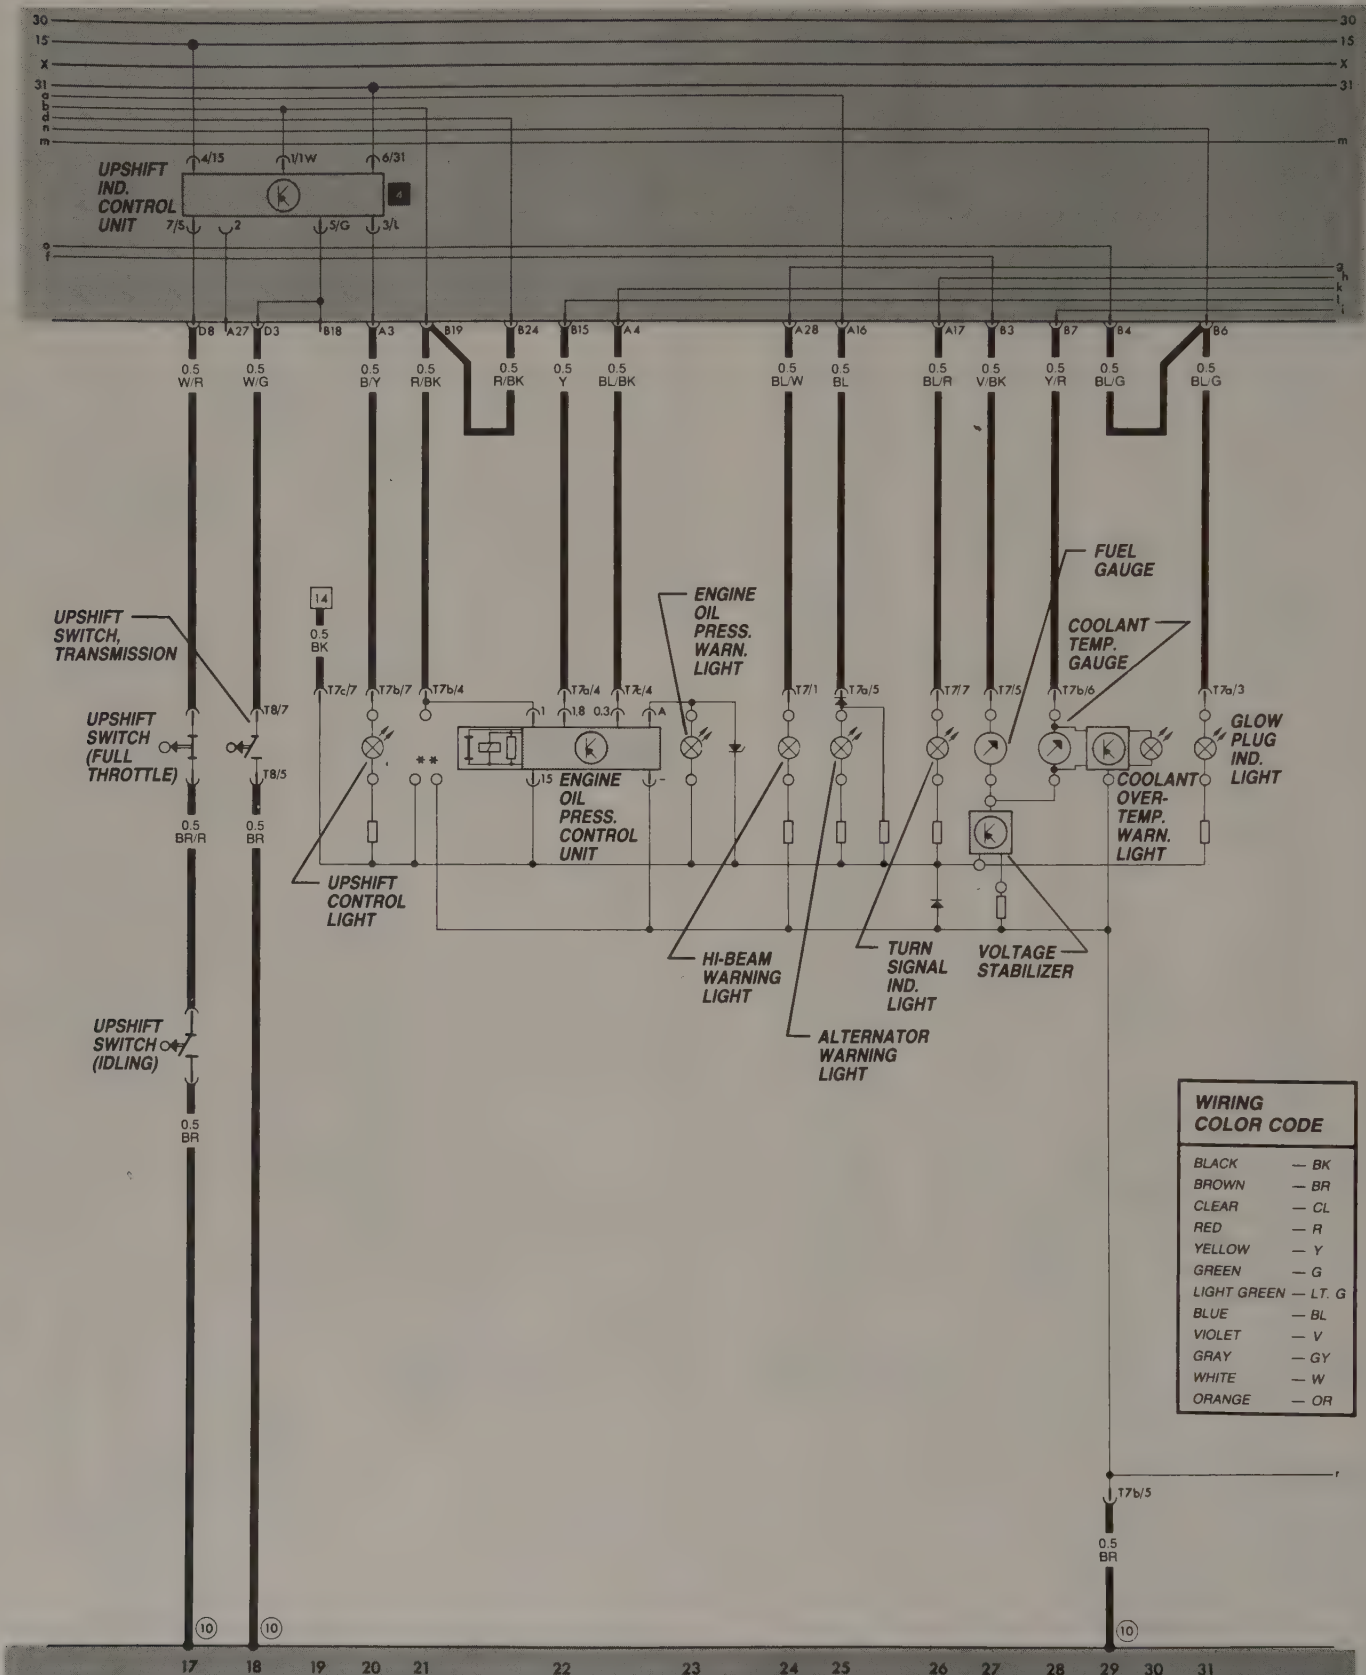 30
30
15
15
X
X
31
31
a
b
d
n
m
m
4/15
1/1W
6/31
UPSHIFT
IND.
CONTROL
UNIT
4
7/5
2
5/G
3/L
f
h
k
l
i
D8
A27
D3
B18
A3
B19
B24
B15
A4
A28
A16
A17
B3
B7
B4
B6
0.5
W/R
0.5
W/G
0.5
B/Y
0.5
R/BK
0.5
R/BK
0.5
Y
0.5
BL/BK
0.5
BL/W
0.5
BL
0.5
BL/R
0.5
V/BK
0.5
Y/R
0.5
BL/G
0.5
BL/G
FUEL
GAUGE
14
0.5
BK
ENGINE
OIL
PRESS.
WARN.
LIGHT
UPSHIFT
SWITCH,
TRANSMISSION
COOLANT
TEMP.
GAUGE
T7c/7
T7b/7
T7b/4
T7a/4
T7c/4
T7/1
T7a/5
T7/7
T7/5
T7b/6
T7a/3
T8/7
1
1.8
0.3
A
UPSHIFT
SWITCH
(FULL
THROTTLE)
GLOW
PLUG
IND.
LIGHT
* *
T8/5
15
–
ENGINE
OIL
PRESS.
CONTROL
UNIT
COOLANT
OVER-
TEMP.
WARN.
LIGHT
0.5
BR/R
0.5
BR
UPSHIFT
CONTROL
LIGHT
HI-BEAM
WARNING
LIGHT
TURN
SIGNAL
IND.
LIGHT
VOLTAGE
STABILIZER
UPSHIFT
SWITCH
(IDLING)
ALTERNATOR
WARNING
LIGHT
0.5
BR
WIRING
COLOR CODE
BLACK — BK
BROWN — BR
CLEAR — CL
RED — R
YELLOW — Y
GREEN — G
LIGHT GREEN — LT. G
BLUE — BL
VIOLET — V
GRAY — GY
WHITE — W
ORANGE — OR
r
T7b/5
0.5
BR
10
10
10
17 18 19 20 21 22 23 24 25 26 27 28 29 30 31